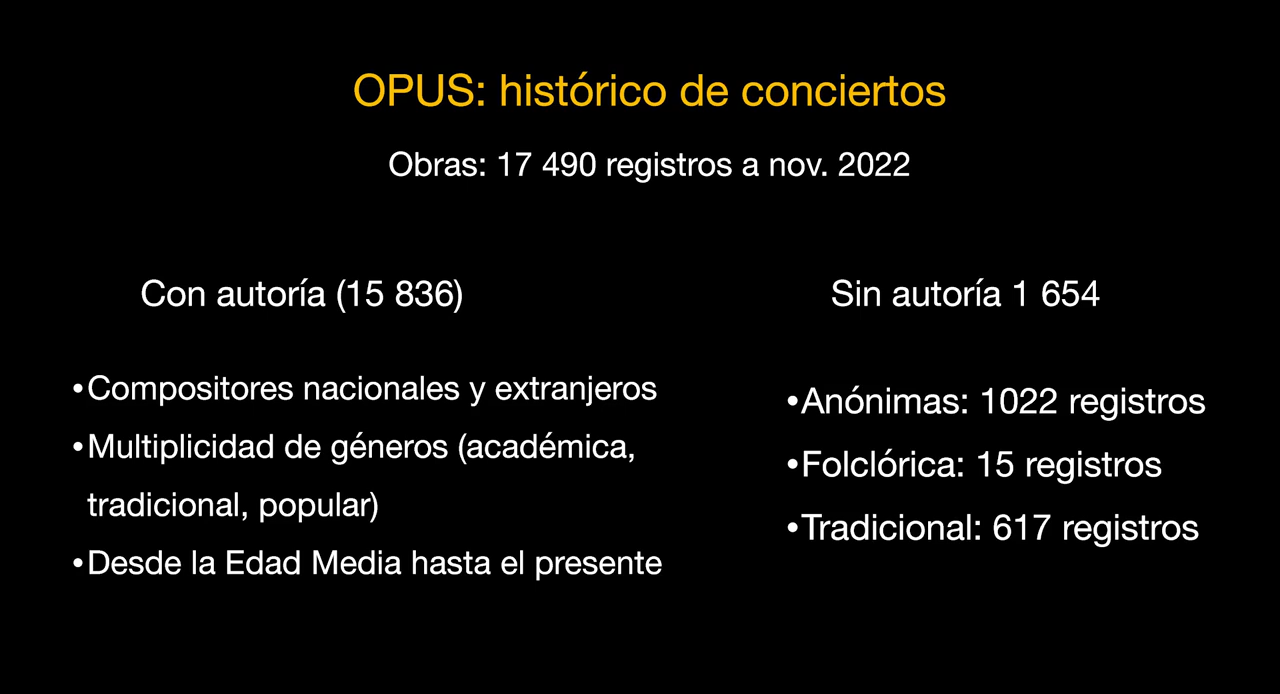 OPUS: histórico de conciertos
Obras: 17 490 registros a nov. 2022
Con autoría (15 836)
•Compositores nacionales y extranjeros
•Multiplicidad de géneros (académica,
tradicional, popular)
•Desde la Edad Media hasta el presente
Sin autoría 1 654
•Anónimas: 1022 registros
•Folclórica: 15 registros
•Tradicional: 617 registros